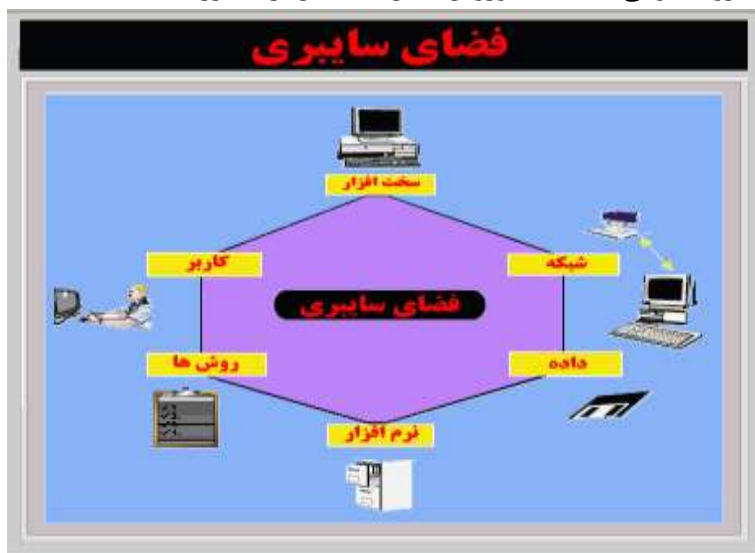 فضای سایبری
سخت افزار
شبکه
کاربر
فضای سایبری
داده
روش ها
نرم افزار